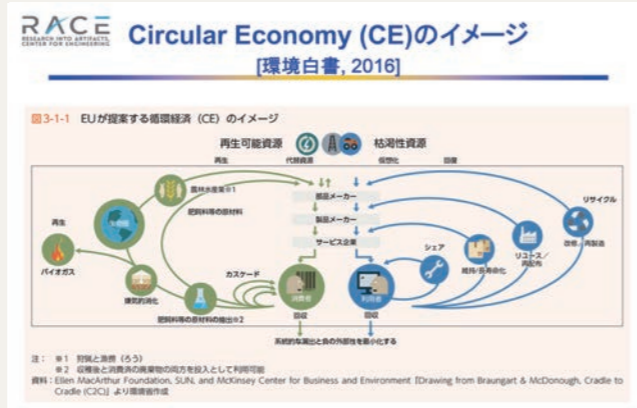 RACE
RESEARCH INTO ARTIFACTS,
CENTER FOR ENGINEERING
Circular Economy (CE)のイメージ
[環境白書, 2016]
図3-1-1 EUが提案する循環経済（CE）のイメージ
再生可能資源 枯渇性資源
再生 代替資源 仮想化 回復
農林水産業※1
肥飼料等の原材料
部品メーカー
製品メーカー
サービス企業
リサイクル
改修／再製造
再生
生物圏
バイオガス
嫌気的消化
カスケード
肥飼料等の原材料の抽出※2
消費者
利用者
シェア
維持/長寿命化
リユース／
再配布
回収 回収
系統的な漏出と負の外部性を最小化する
注： ※1 狩猟と漁撈（ろう）
※2 収穫後と消費済の廃棄物の両方を投入として利用可能
資料：Ellen MacArthur Foundation, SUN, and McKinsey Center for Business and Environment『Drawing from Braungart & McDonough, Cradle to
Cradle (C2C)』より環境省作成